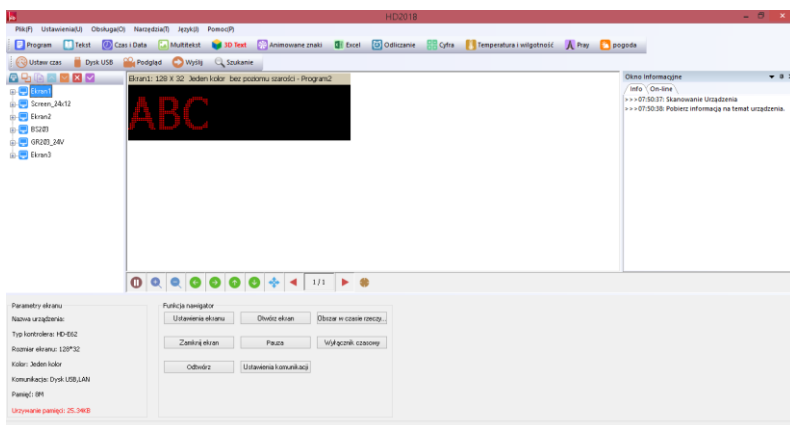 HD2018
Plik(F) Ustawienia(U) Obsługa(O) Narzędzia(T) Języki(I) Pomoc(P)
Program Tekst Czas i Data Multitekst 3D Text Animowane znaki Excel Odliczanie Cyfra Temperatura i wilgotność Pray pogoda
Ustaw czas Dysk USB Podgląd Wyślij Szukanie
Ekran1
Screen_24x12
Ekran2
BS203
GR203_24V
Ekran3
Ekran1: 128 X 32 Jeden kolor bez poziomu szarości - Program2
ABC
1/1
Okno Informacyjne
Info On-line
>>>07:50:37: Skanowanie Urządzenia
>>>07:50:38: Pobierz informację na temat urządzenia.
Parametry ekranu
Nazwa urządzenia:
Typ kontrolera: HD-E62
Rozmiar ekranu: 128*32
Kolor: Jeden kolor
Komunikacja: Dysk USB,LAN
Pamięć: 8M
Urzywanie pamięci: 25.34KB
Funkcja nawigator
Ustawienia ekranu Otwórz ekran Obszar w czasie rzeczy...
Zamknij ekran Pauza Wyłącznik czasowy
Odtwórz Ustawienia komunikacji